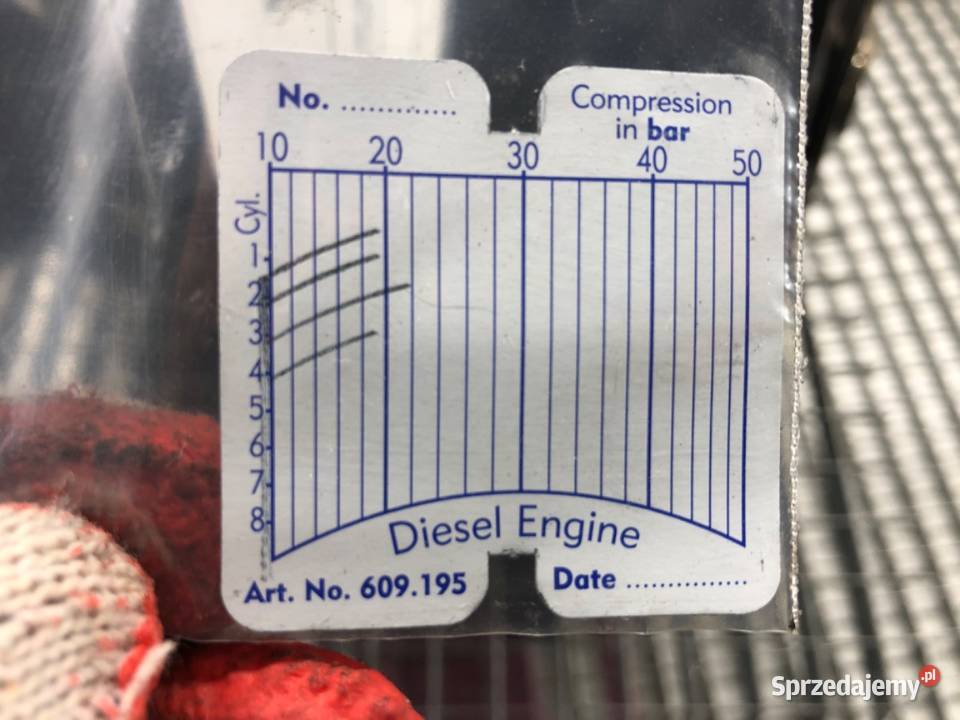 No. ............. 
Compression
in bar
10 20 30 40 50
Cyl.
1
2
3
4
5
6
7
8
Diesel Engine
Art. No. 609.195
Date ...............
Sprzedajemy.pl